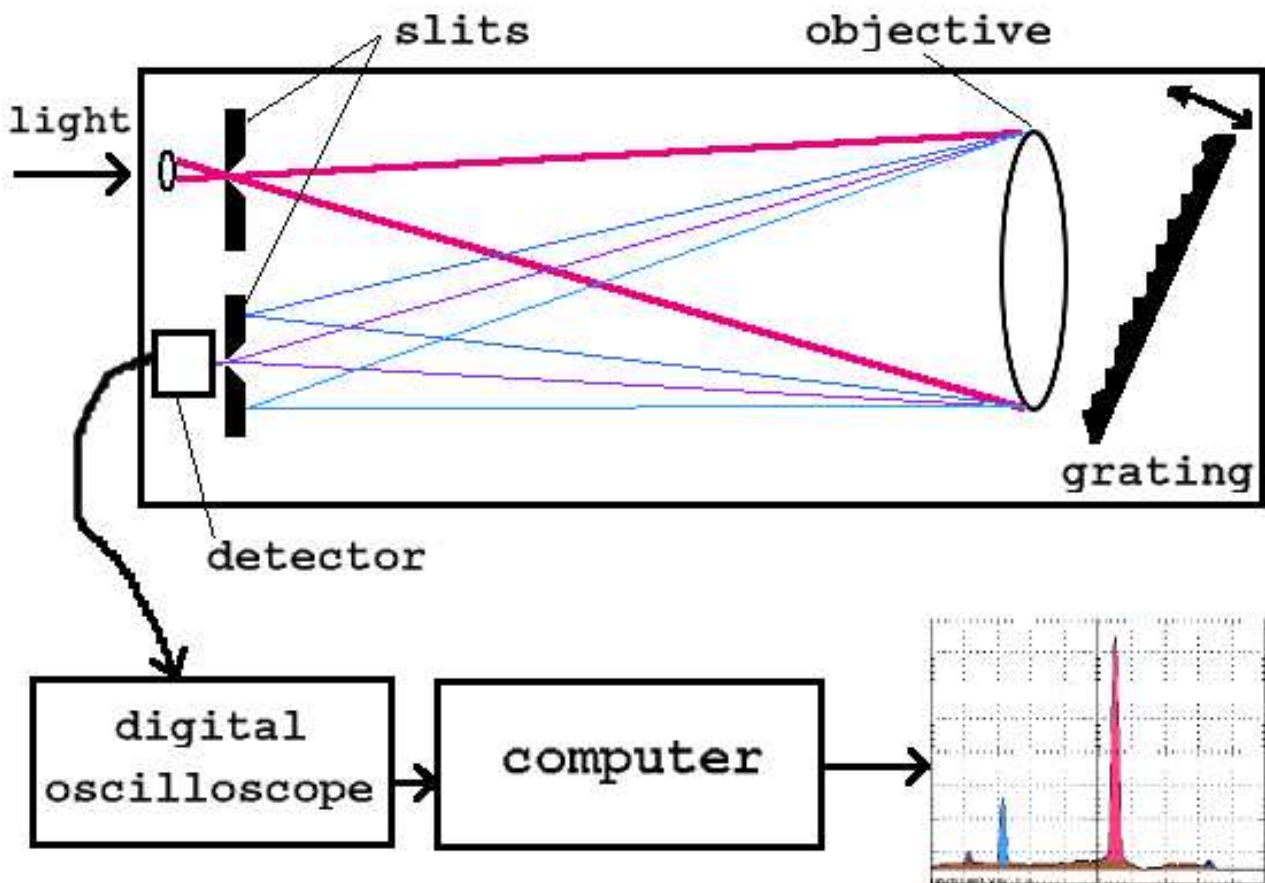 slits
objective
light
grating
detector
digital
oscilloscope
computer